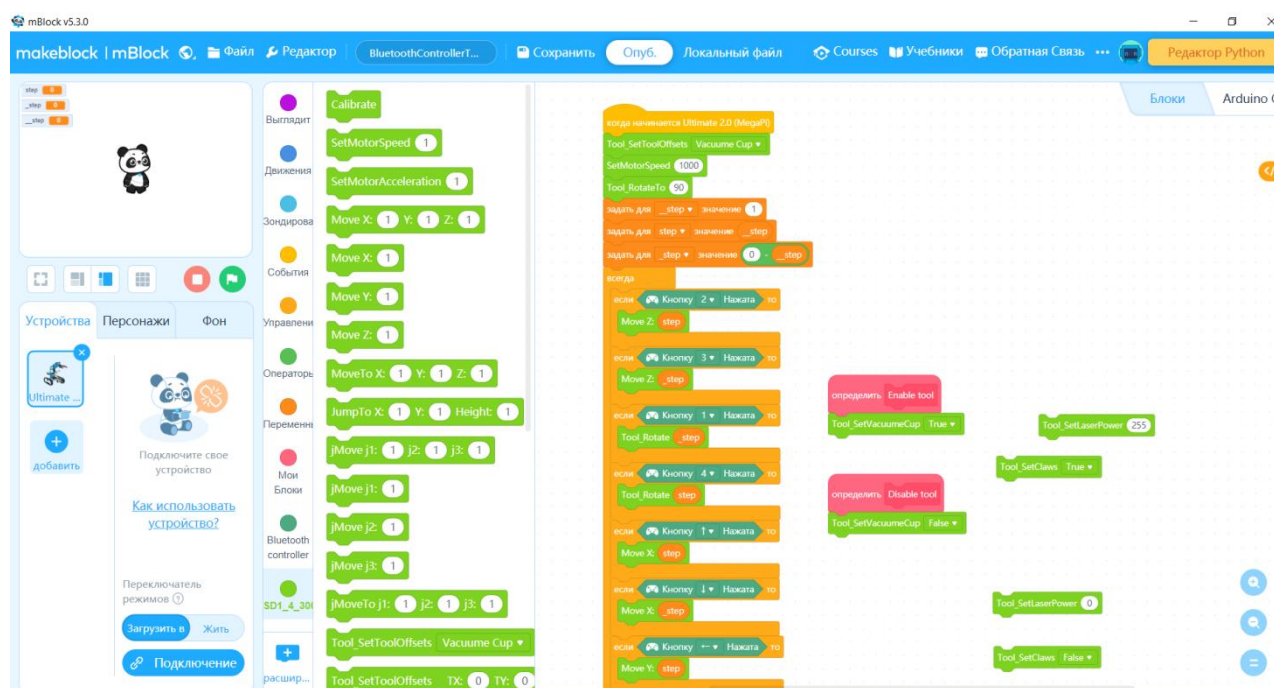 mBlock v5.3.0
makeblock | mBlock
Файл
Редактор
BluetoothControllerT...
Сохранить
Опуб.
Локальный файл
Courses
Учебники
Обратная Связь
Редактор Python
step 0
_step 0
__step 0
Устройства
Персонажи
Фон
Ultimate ...
добавить
Подключите свое
устройство
Как использовать
устройство?
Переключатель
режимов
Загрузить в
Жить
Подключение
Выглядит
Движения
Зондирова
События
Управлени
Операторы
Переменны
Мои
Блоки
Bluetooth
controller
SD1_4_30
расшир...
Calibrate
SetMotorSpeed 1
SetMotorAcceleration 1
Move X: 1 Y: 1 Z: 1
Move X: 1
Move Y: 1
Move Z: 1
MoveTo X: 1 Y: 1 Z: 1
JumpTo X: 1 Y: 1 Height: 1
jMove j1: 1 j2: 1 j3: 1
jMove j1: 1
jMove j2: 1
jMove j3: 1
jMoveTo j1: 1 j2: 1 j3: 1
Tool_SetToolOffsets Vacuume Cup
Tool_SetToolOffsets TX: 0 TY: 0
Блоки
Arduino
когда начинается Ultimate 2.0 (MegaPi)
Tool_SetToolOffsets Vacuume Cup
SetMotorSpeed 1000
Tool_RotateTo 90
задать для __step значение 1
задать для step значение __step
задать для _step значение 0 - __step
всегда
если Кнопку 2 Нажата то
Move Z: step
если Кнопку 3 Нажата то
Move Z: _step
если Кнопку 1 Нажата то
Tool_Rotate _step
если Кнопку 4 Нажата то
Tool_Rotate step
если Кнопку ↑ Нажата то
Move X: step
если Кнопку ↓ Нажата то
Move X: _step
если Кнопку ← Нажата то
Move Y: step
определить Enable tool
Tool_SetVacuumeCup True
определить Disable tool
Tool_SetVacuumeCup False
Tool_SetLaserPower 255
Tool_SetClaws True
Tool_SetLaserPower 0
Tool_SetClaws False